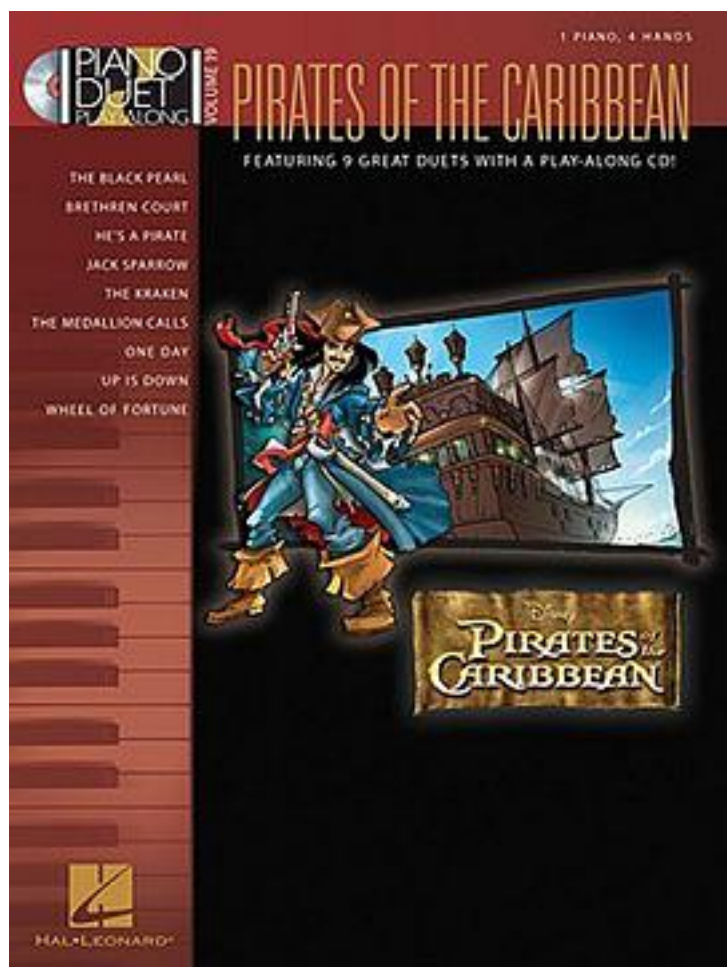 1 PIANO, 4 HANDS
PIANO
DUET
PLAY-ALONG
VOLUME 19
PIRATES OF THE CARIBBEAN
FEATURING 9 GREAT DUETS WITH A PLAY-ALONG CD!
THE BLACK PEARL
BRETHREN COURT
HE'S A PIRATE
JACK SPARROW
THE KRAKEN
THE MEDALLION CALLS
ONE DAY
UP IS DOWN
WHEEL OF FORTUNE
Disney
PIRATES of the
CARIBBEAN
HAL•LEONARD®